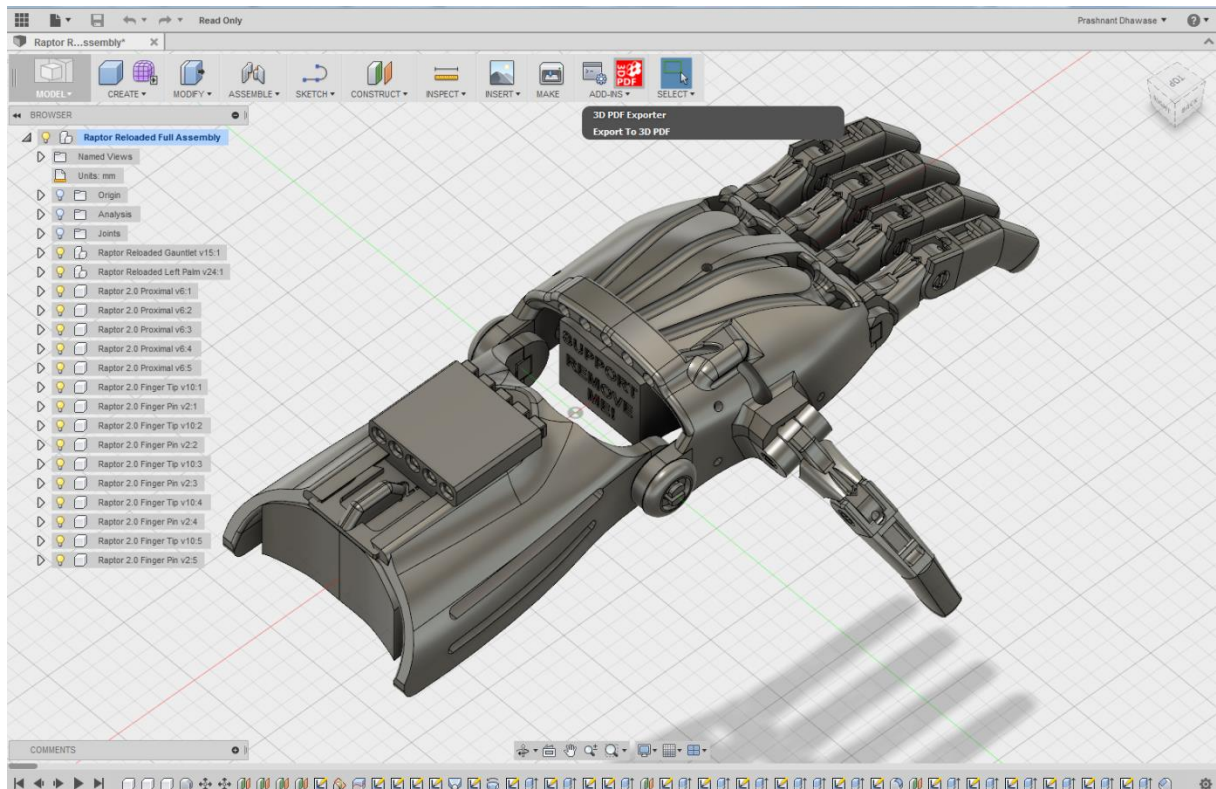 Read Only
Prashnant Dhawase
Raptor R...ssembly*
3D PDF
MODEL
CREATE
MODIFY
ASSEMBLE
SKETCH
CONSTRUCT
INSPECT
INSERT
MAKE
ADD-INS
SELECT
BROWSER
3D PDF Exporter
Export To 3D PDF
TOP
RIGHT
BACK
Raptor Reloaded Full Assembly
Named Views
Units: mm
Origin
Analysis
Joints
Raptor Reloaded Gauntlet v15:1
Raptor Reloaded Left Palm v24:1
Raptor 2.0 Proximal v6:1
Raptor 2.0 Proximal v6:2
Raptor 2.0 Proximal v6:3
Raptor 2.0 Proximal v6:4
Raptor 2.0 Proximal v6:5
Raptor 2.0 Finger Tip v10:1
Raptor 2.0 Finger Pin v2:1
Raptor 2.0 Finger Tip v10:2
Raptor 2.0 Finger Pin v2:2
Raptor 2.0 Finger Tip v10:3
Raptor 2.0 Finger Pin v2:3
Raptor 2.0 Finger Tip v10:4
Raptor 2.0 Finger Pin v2:4
Raptor 2.0 Finger Tip v10:5
Raptor 2.0 Finger Pin v2:5
SUPPORT
REMOVE
ME!
COMMENTS